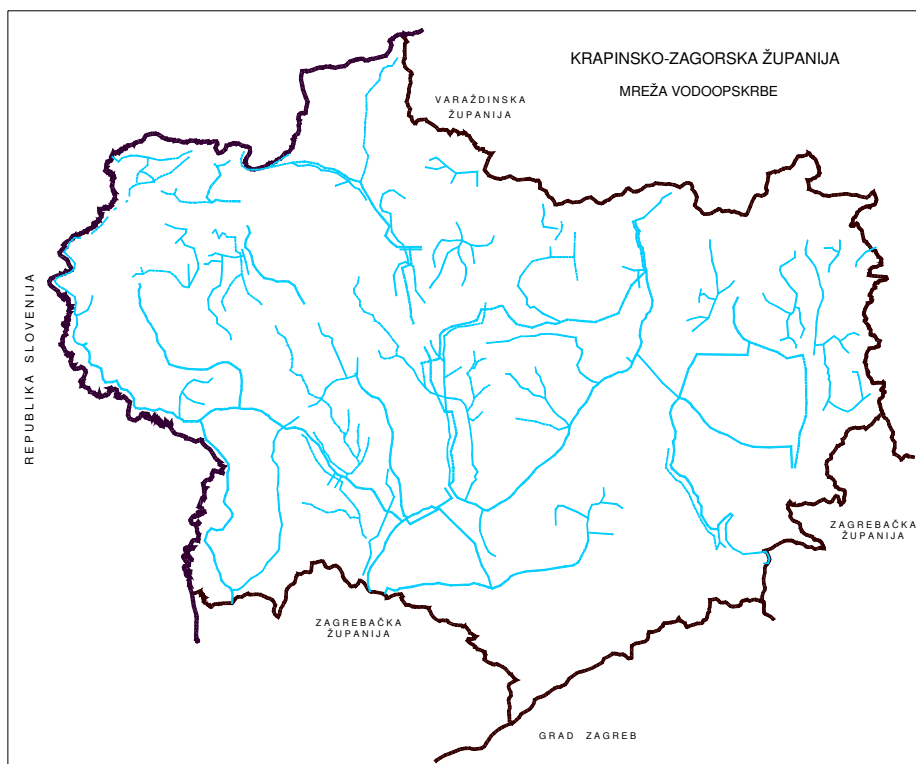 KRAPINSKO-ZAGORSKA ŽUPANIJA
MREŽA VODOOPSKRBE
VARAŽDINSKA
ŽUPANIJA
REPUBLIKA SLOVENIJA
ZAGREBAČKA
ŽUPANIJA
ZAGREBAČKA
ŽUPANIJA
GRAD ZAGREB